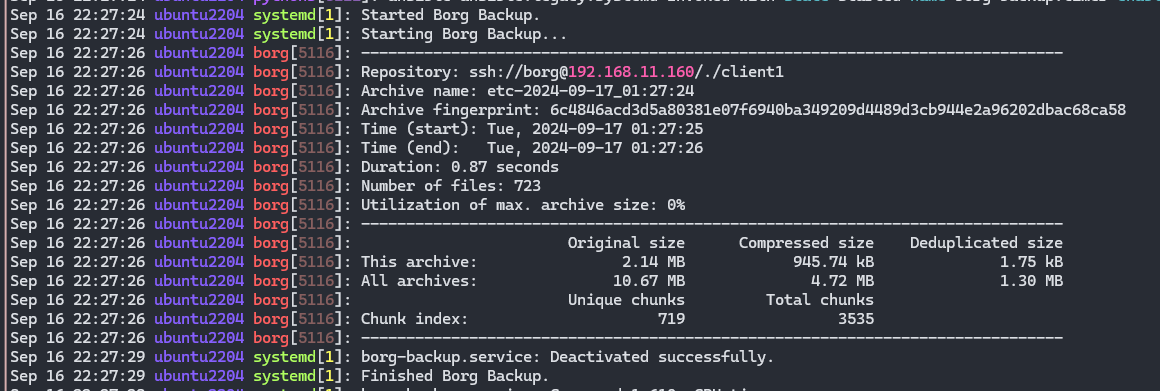 Sep 16 22:27:24 ubuntu2204 systemd[1]: Started Borg Backup.
Sep 16 22:27:24 ubuntu2204 systemd[1]: Starting Borg Backup...
Sep 16 22:27:26 ubuntu2204 borg[5116]: ------------------------------------------------------------------------------
Sep 16 22:27:26 ubuntu2204 borg[5116]: Repository: ssh://borg@192.168.11.160/./client1
Sep 16 22:27:26 ubuntu2204 borg[5116]: Archive name: etc-2024-09-17_01:27:24
Sep 16 22:27:26 ubuntu2204 borg[5116]: Archive fingerprint: 6c4846acd3d5a80381e07f6940ba349209d4489d3cb944e2a96202dbac68ca58
Sep 16 22:27:26 ubuntu2204 borg[5116]: Time (start): Tue, 2024-09-17 01:27:25
Sep 16 22:27:26 ubuntu2204 borg[5116]: Time (end):   Tue, 2024-09-17 01:27:26
Sep 16 22:27:26 ubuntu2204 borg[5116]: Duration: 0.87 seconds
Sep 16 22:27:26 ubuntu2204 borg[5116]: Number of files: 723
Sep 16 22:27:26 ubuntu2204 borg[5116]: Utilization of max. archive size: 0%
Sep 16 22:27:26 ubuntu2204 borg[5116]: ------------------------------------------------------------------------------
Sep 16 22:27:26 ubuntu2204 borg[5116]:                        Original size      Compressed size    Deduplicated size
Sep 16 22:27:26 ubuntu2204 borg[5116]: This archive:                2.14 MB            945.74 kB              1.75 kB
Sep 16 22:27:26 ubuntu2204 borg[5116]: All archives:               10.67 MB              4.72 MB              1.30 MB
Sep 16 22:27:26 ubuntu2204 borg[5116]:                        Unique chunks         Total chunks
Sep 16 22:27:26 ubuntu2204 borg[5116]: Chunk index:                     719                 3535
Sep 16 22:27:26 ubuntu2204 borg[5116]: ------------------------------------------------------------------------------
Sep 16 22:27:29 ubuntu2204 systemd[1]: borg-backup.service: Deactivated successfully.
Sep 16 22:27:29 ubuntu2204 systemd[1]: Finished Borg Backup.